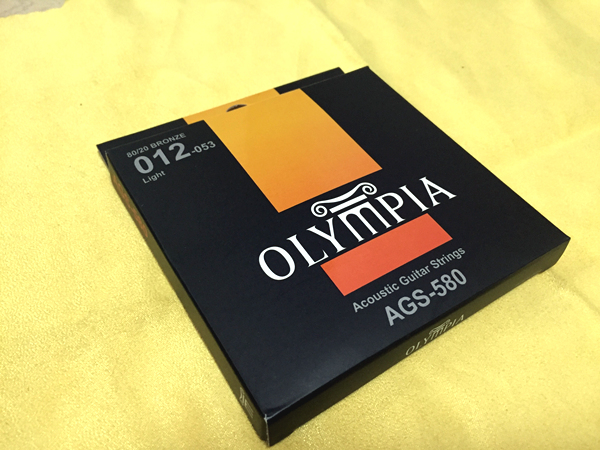 80/20 BRONZE
012-053
Light
OLYMPIA
Acoustic Guitar Strings
AGS-580
OLYMPIA